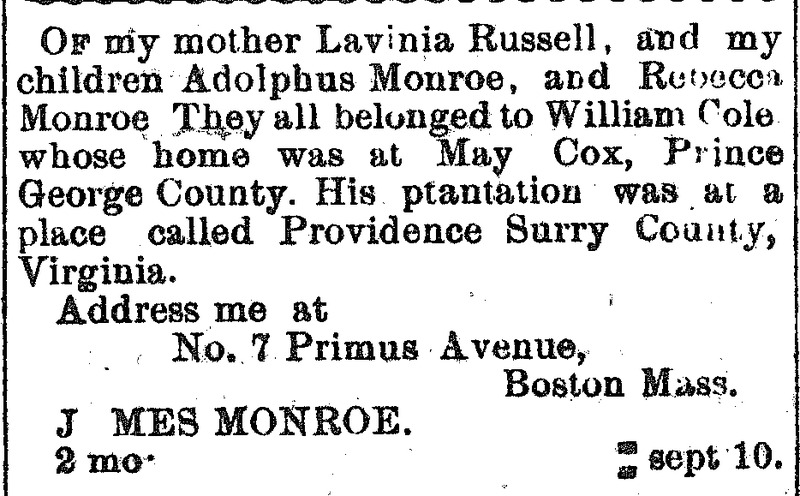 OF my mother Lavinia Russell, and my
children Adolphus Monroe, and Rebecca
Monroe They all belonged to William Cole
whose home was at May Cox, Prince
George County. His ptantation was at a
place called Providence Surry County,
Virginia.
Address me at
No. 7 Primus Avenue,
Boston Mass.
J MES MONROE.
2 mo·
sept 10.